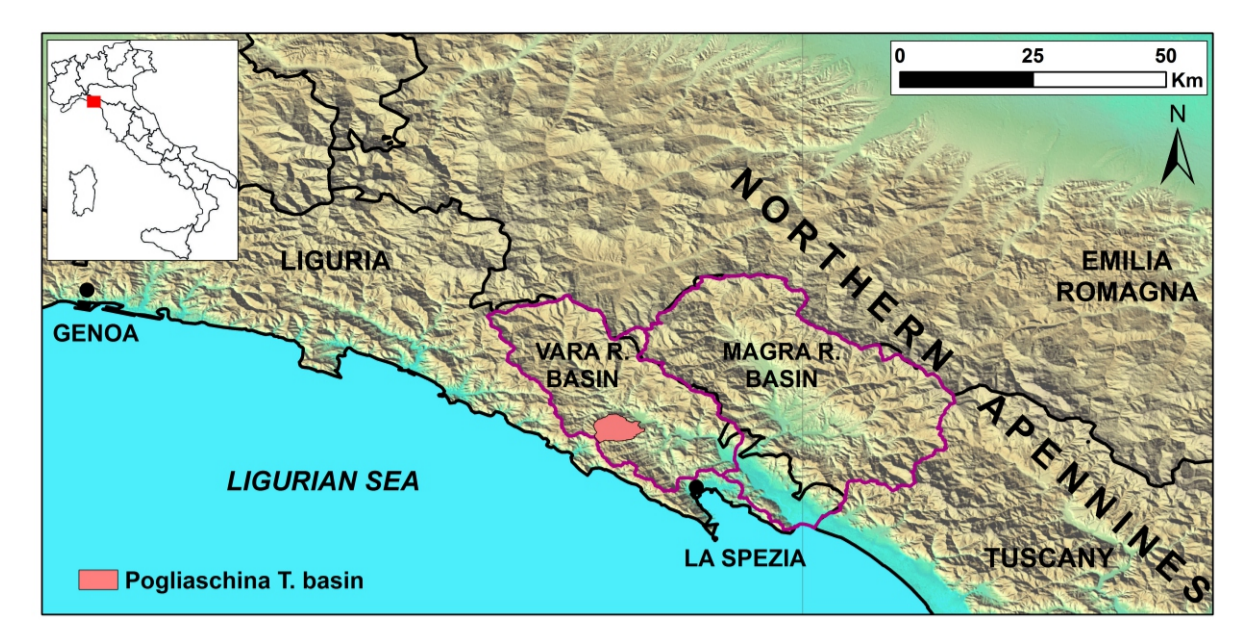 0 25 50
Km
N
NORTHERN
APENNINES
LIGURIA
EMILIA
ROMAGNA
GENOA
VARA R.
BASIN
MAGRA R.
BASIN
LIGURIAN SEA
LA SPEZIA
TUSCANY
Pogliaschina T. basin